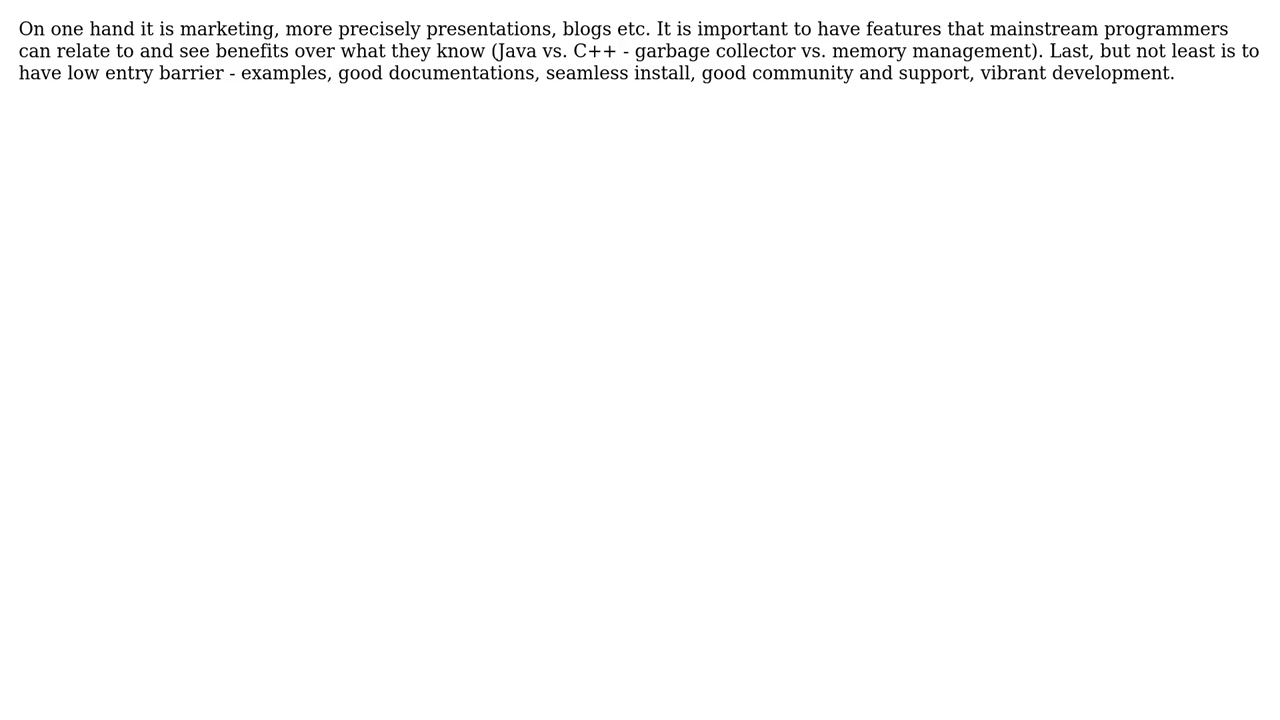 On one hand it is marketing, more precisely presentations, blogs etc. It is important to have features that mainstream programmers
can relate to and see benefits over what they know (Java vs. C++ - garbage collector vs. memory management). Last, but not least is to
have low entry barrier - examples, good documentations, seamless install, good community and support, vibrant development.